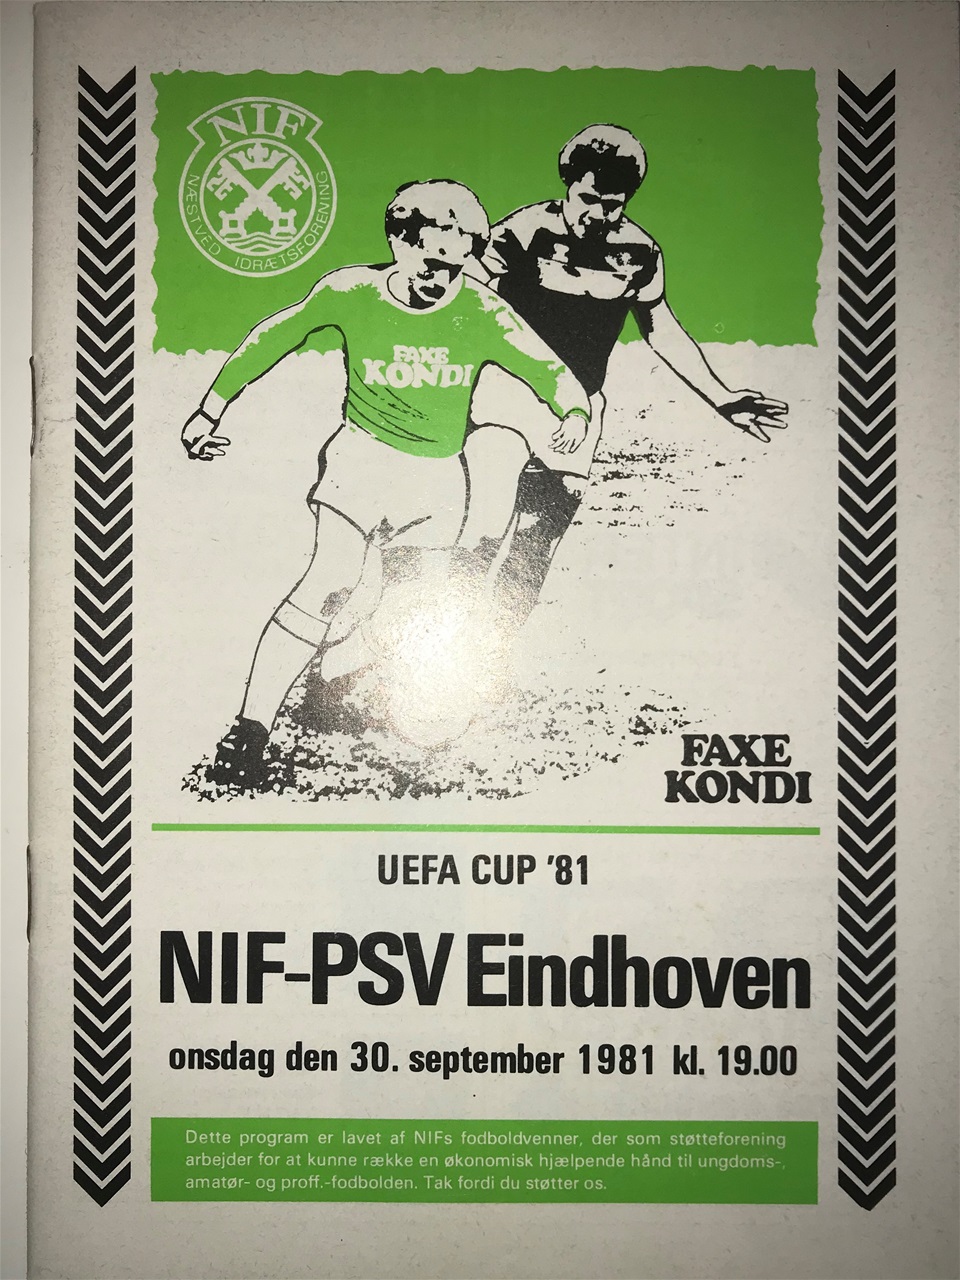 NIF
NÆSTVED IDRÆTSFORENING
FAXE
KONDI
FAXE
KONDI
UEFA CUP '81
NIF-PSV Eindhoven
onsdag den 30. september 1981 kl. 19.00
Dette program er lavet af NIFs fodboldvenner, der som støtteforening
arbejder for at kunne række en økonomisk hjælpende hånd til ungdoms-,
amatør- og proff.-fodbolden. Tak fordi du støtter os.